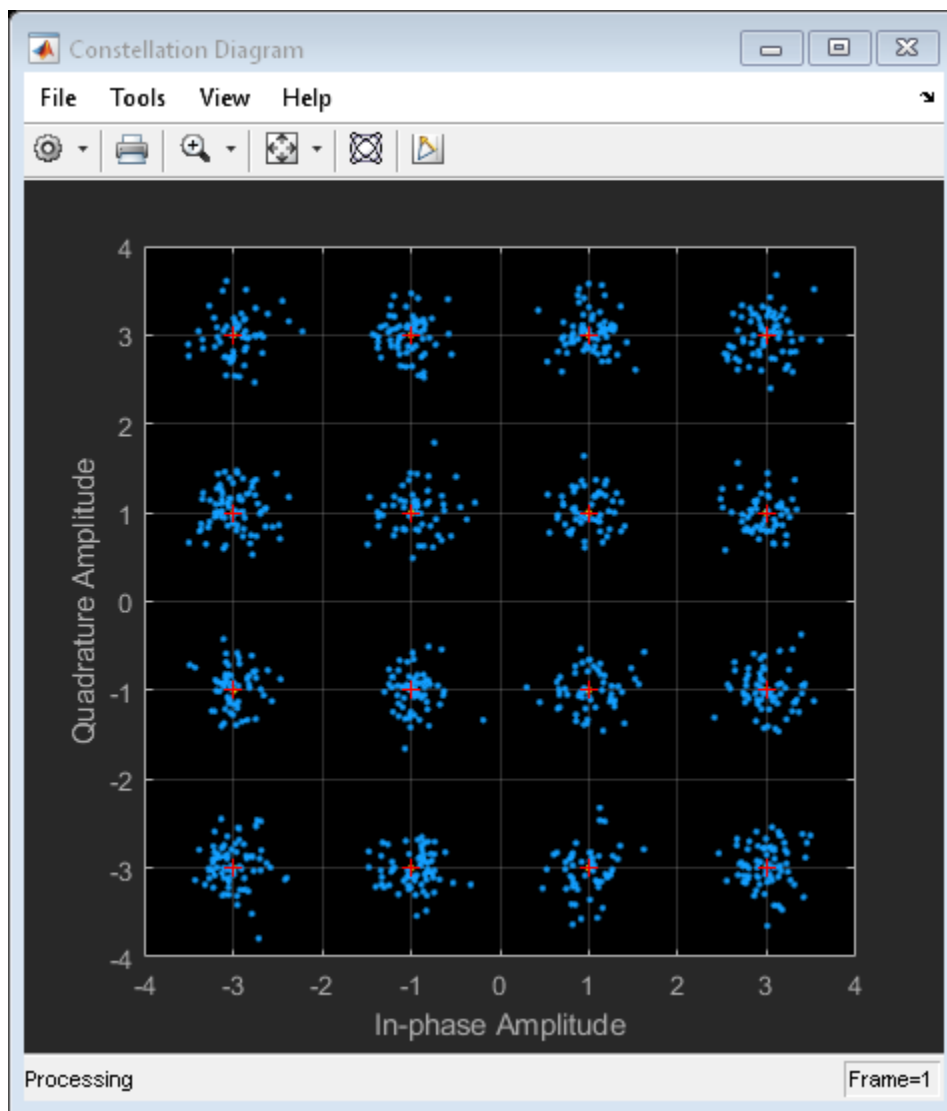 Constellation Diagram
File Tools View Help
4
3
2
1
0
-1
-2
-3
-4
Quadrature Amplitude
-4 -3 -2 -1 0 1 2 3 4
In-phase Amplitude
Processing Frame=1